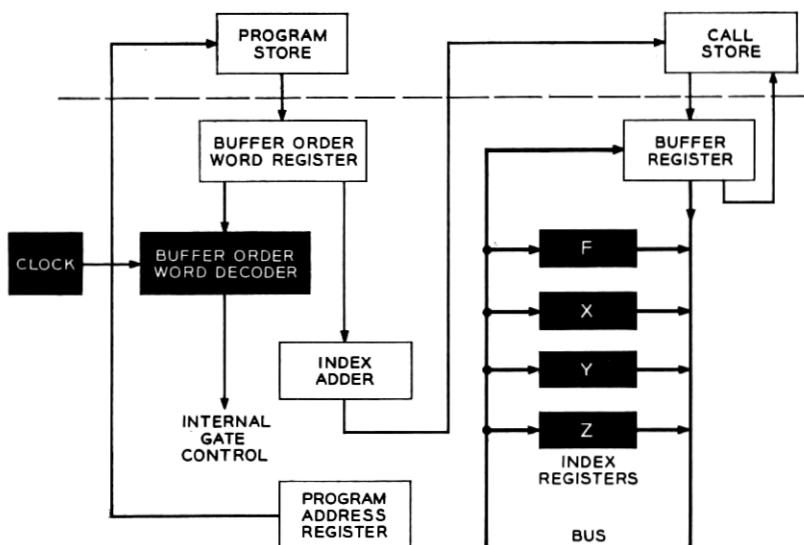 PROGRAM
STORE
CALL
STORE
BUFFER ORDER
WORD REGISTER
BUFFER
REGISTER
CLOCK
BUFFER ORDER
WORD DECODER
F
X
Y
Z
INDEX
REGISTERS
INDEX
ADDER
INTERNAL
GATE
CONTROL
PROGRAM
ADDRESS
REGISTER
BUS